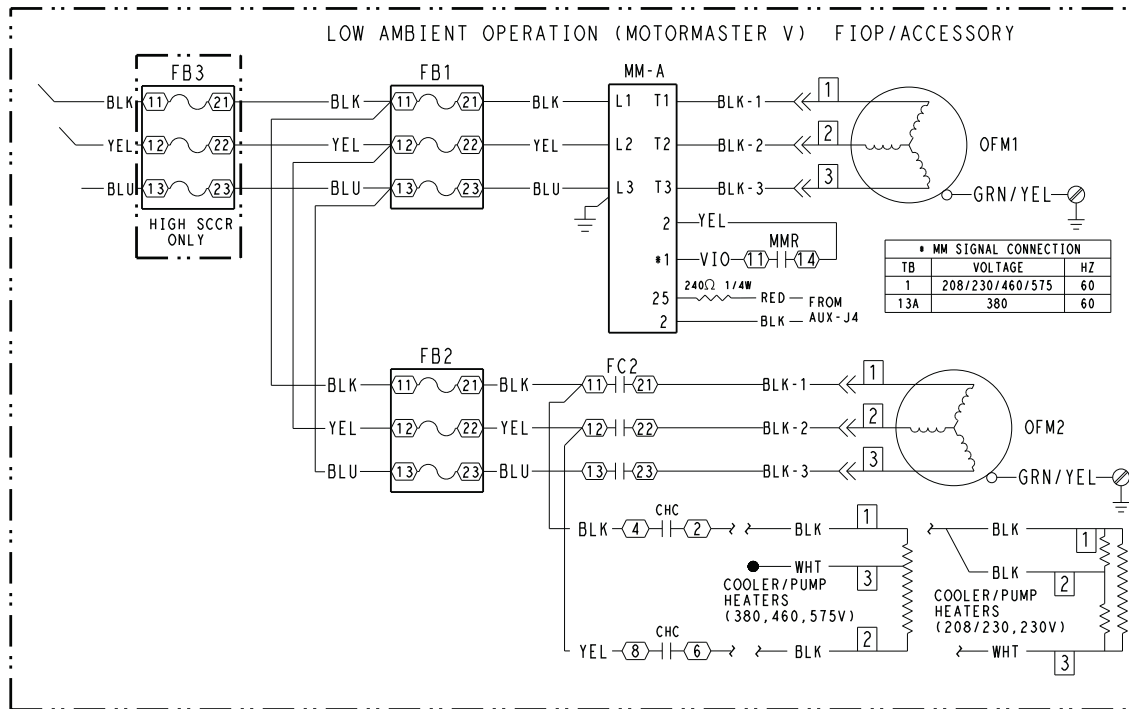 LOW AMBIENT OPERATION (MOTORMASTER V) FIOP/ACCESSORY
FB3 FB1 MM-A
BLK 11 21 BLK 11 21 BLK L1 T1 BLK-1 1
YEL 12 22 YEL 12 22 YEL L2 T2 BLK-2 2 OFM1
BLU 13 23 BLU 13 23 BLU L3 T3 BLK-3 3
GRN/YEL
HIGH SCCR
ONLY
2 YEL
MMR
*1 VIO 11 14
240Ω 1/4W
25 RED FROM
2 BLK AUX-J4
* MM SIGNAL CONNECTION
TB VOLTAGE HZ
1 208/230/460/575 60
13A 380 60
FB2 FC2
BLK 11 21 BLK 11 21 BLK-1 1
YEL 12 22 YEL 12 22 BLK-2 2 OFM2
BLU 13 23 BLU 13 23 BLK-3 3
GRN/YEL
CHC
BLK 4 2 BLK 1
WHT 3
COOLER/PUMP
HEATERS
(380,460,575V)
CHC
YEL 8 6 BLK 2
BLK 1
BLK 2
COOLER/PUMP
HEATERS
(208/230,230V)
WHT 3